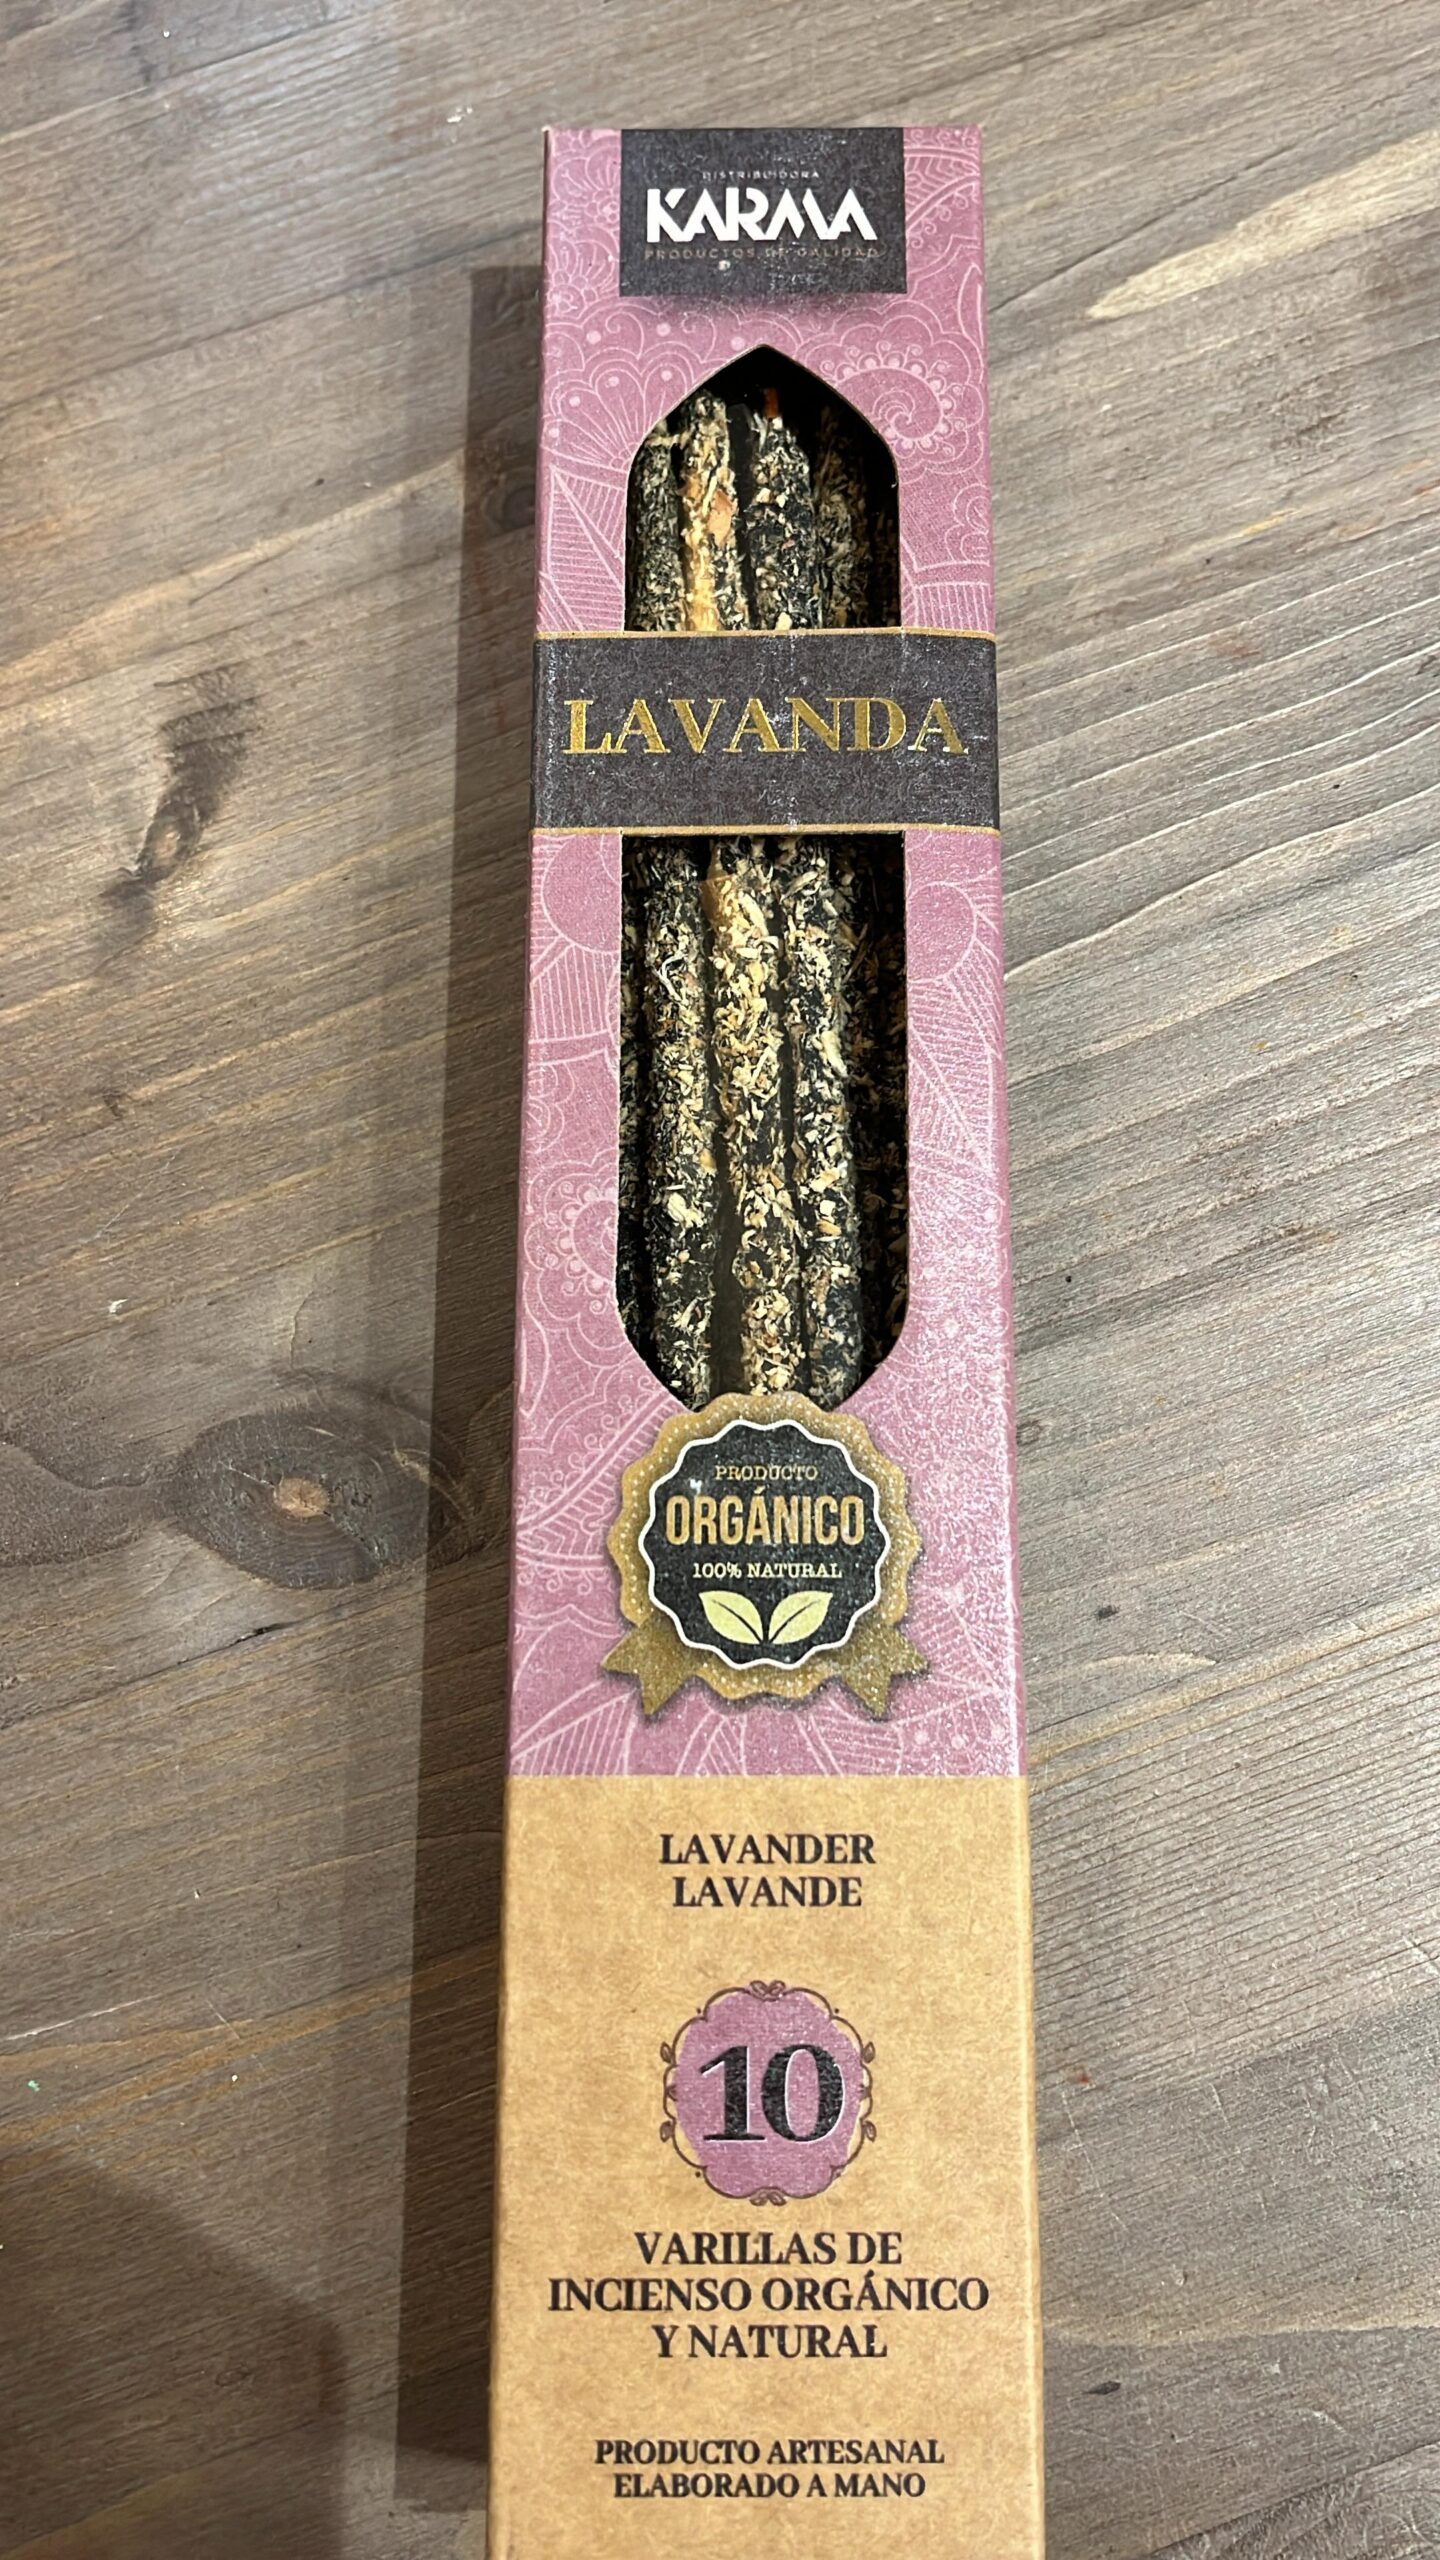 DISTRIBUIDORA
KARMA
PRODUCTOS DE CALIDAD
LAVANDA
PRODUCTO
ORGÁNICO
100% NATURAL
LAVANDER
LAVANDE
10
VARILLAS DE
INCIENSO ORGÁNICO
Y NATURAL
PRODUCTO ARTESANAL
ELABORADO A MANO